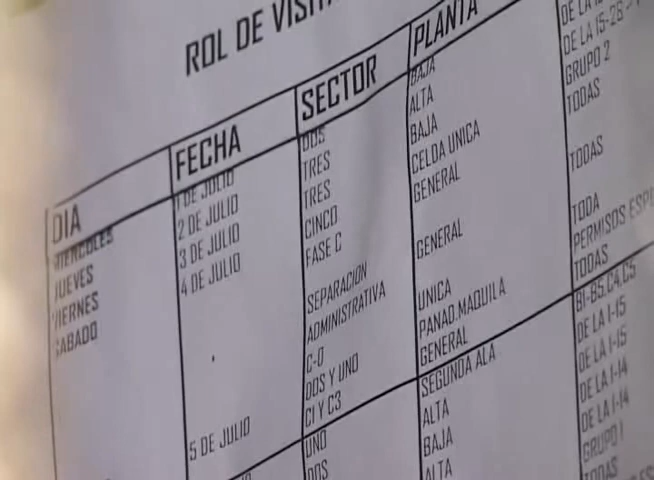 ROL DE
DIA FECHA SECTOR PLANTA
MIERCOLES 1 DE JULIO DOS BAJA DE LA 15-28
JUEVES 2 DE JULIO TRES ALTA GRUPO 2
VIERNES 3 DE JULIO TRES BAJA TODAS
SABADO 4 DE JULIO CINCO CELDA UNICA
FASE C GENERAL TODAS
SEPARACION GENERAL TODA
ADMINISTRATIVA PERMISOS
C-0 UNICA TODAS
DOS Y UNO PANAD.MAQUILA B1-B5,C4,C5
5 DE JULIO C1 Y C3 GENERAL DE LA 1-15
UNO SEGUNDA ALA DE LA 1-15
DOS ALTA DE LA 1-14
BAJA DE LA 1-14
ALTA GRUPO 1
TODAS